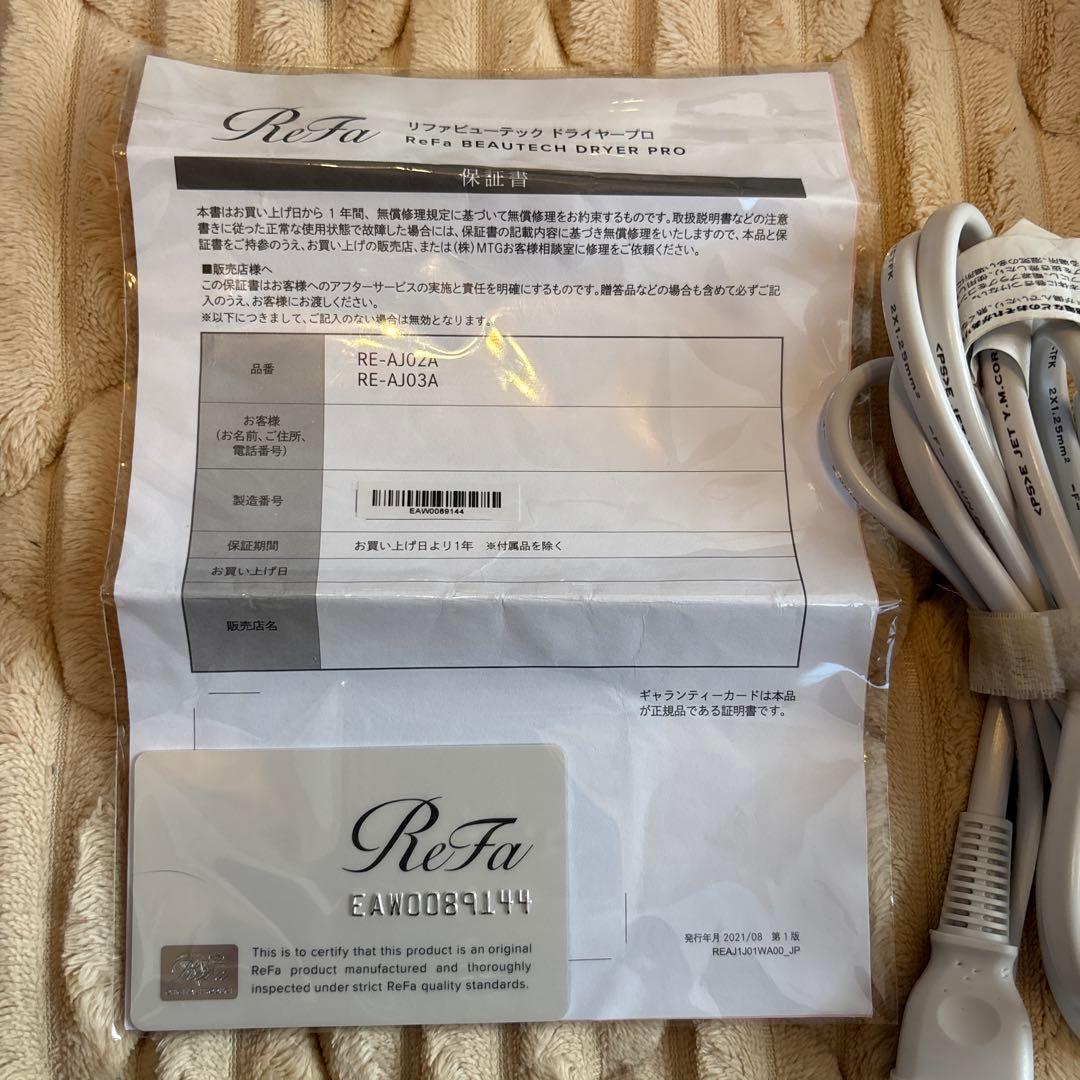 ReFa
リファビューテック ドライヤープロ
ReFa BEAUTECH DRYER PRO
保証書
本書はお買い上げ日から1年間、無償修理規定に基づいて無償修理をお約束するものです。取扱説明書などの注意
書きに従った正常な使用状態で故障した場合には、保証書の記載内容に基づき無償修理をいたしますので、本品と保
証書をご持参のうえ、お買い上げの販売店、または(株)MTGお客様相談室に修理をご依頼ください。
■販売店様へ
この保証書はお客様へのアフターサービスの実施と責任を明確にするものです。贈答品などの場合も含めて必ずご記
入のうえ、お客様にお渡しください。
※以下につきまして、ご記入のない場合は無効となります。
品番
RE-AJ02A
RE-AJ03A
お客様
(お名前、ご住所、
電話番号)
製造番号
EAW0089144
保証期間
お買い上げ日より1年 ※付属品を除く
お買い上げ日
販売店名
ギャランティーカードは本品
が正規品である証明書です。
ReFa
EAW0089144
This is to certify that this product is an original
ReFa product manufactured and thoroughly
inspected under strict ReFa quality standards.
発行年月 2021/08 第1版
REAJ1J01WA00_JP
2X1.25mm²
-F-
<PS>E JET
<PS>E JET Y.M.COR
2X1.25mm²
-F-